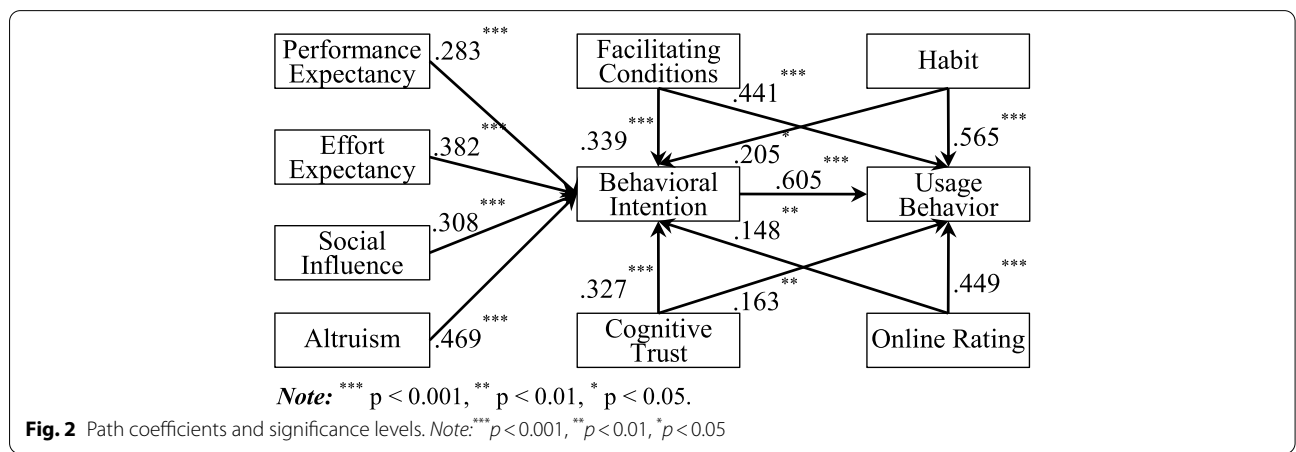 Performance
Expectancy
.283***
Facilitating
Conditions
Habit
.441***
Effort
Expectancy
.382***
.339***
.205*
.565***
Behavioral
Intention
.605***
Usage
Behavior
Social
Influence
.308***
.148**
.327***
.163**
.449***
Altruism
.469***
Cognitive
Trust
Online Rating
Note: *** p < 0.001, ** p < 0.01, * p < 0.05.
Fig. 2 Path coefficients and significance levels. Note:***p < 0.001, **p < 0.01, *p < 0.05